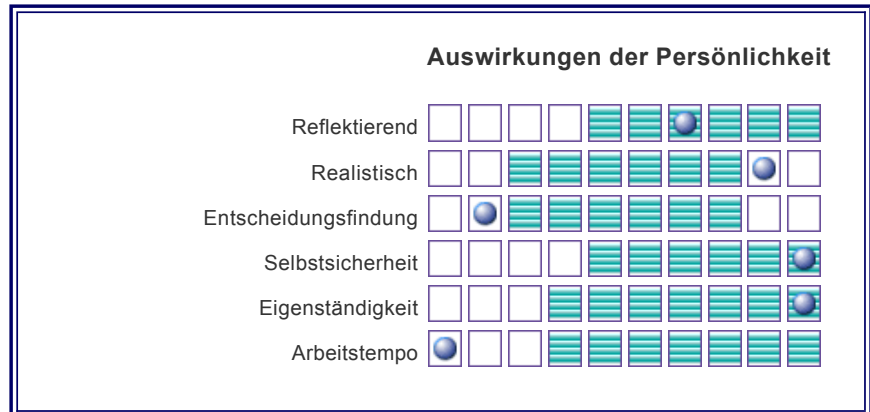 Auswirkungen der Persönlichkeit
Reflektierend
Realistisch
Entscheidungsfindung
Selbstsicherheit
Eigenständigkeit
Arbeitstempo